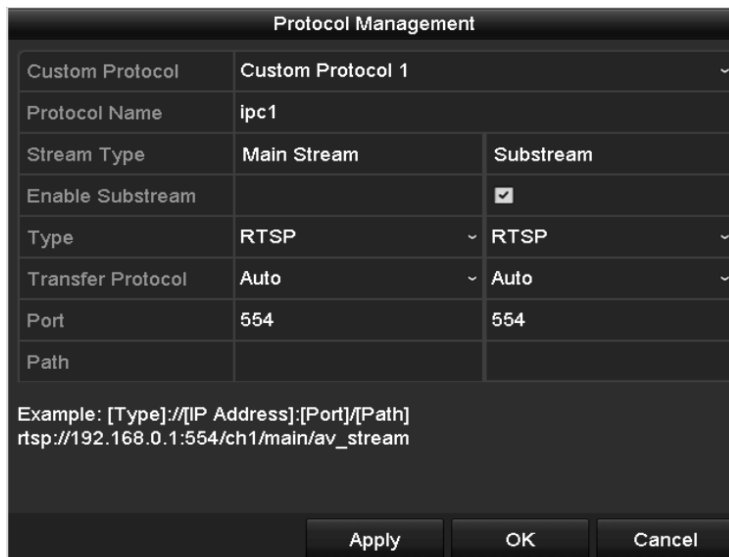 Protocol Management
Custom Protocol Custom Protocol 1
Protocol Name ipc1
Stream Type Main Stream Substream
Enable Substream
Type RTSP RTSP
Transfer Protocol Auto Auto
Port 554 554
Path
Example: [Type]://[IP Address]:[Port]/[Path]
rtsp://192.168.0.1:554/ch1/main/av_stream
Apply OK Cancel